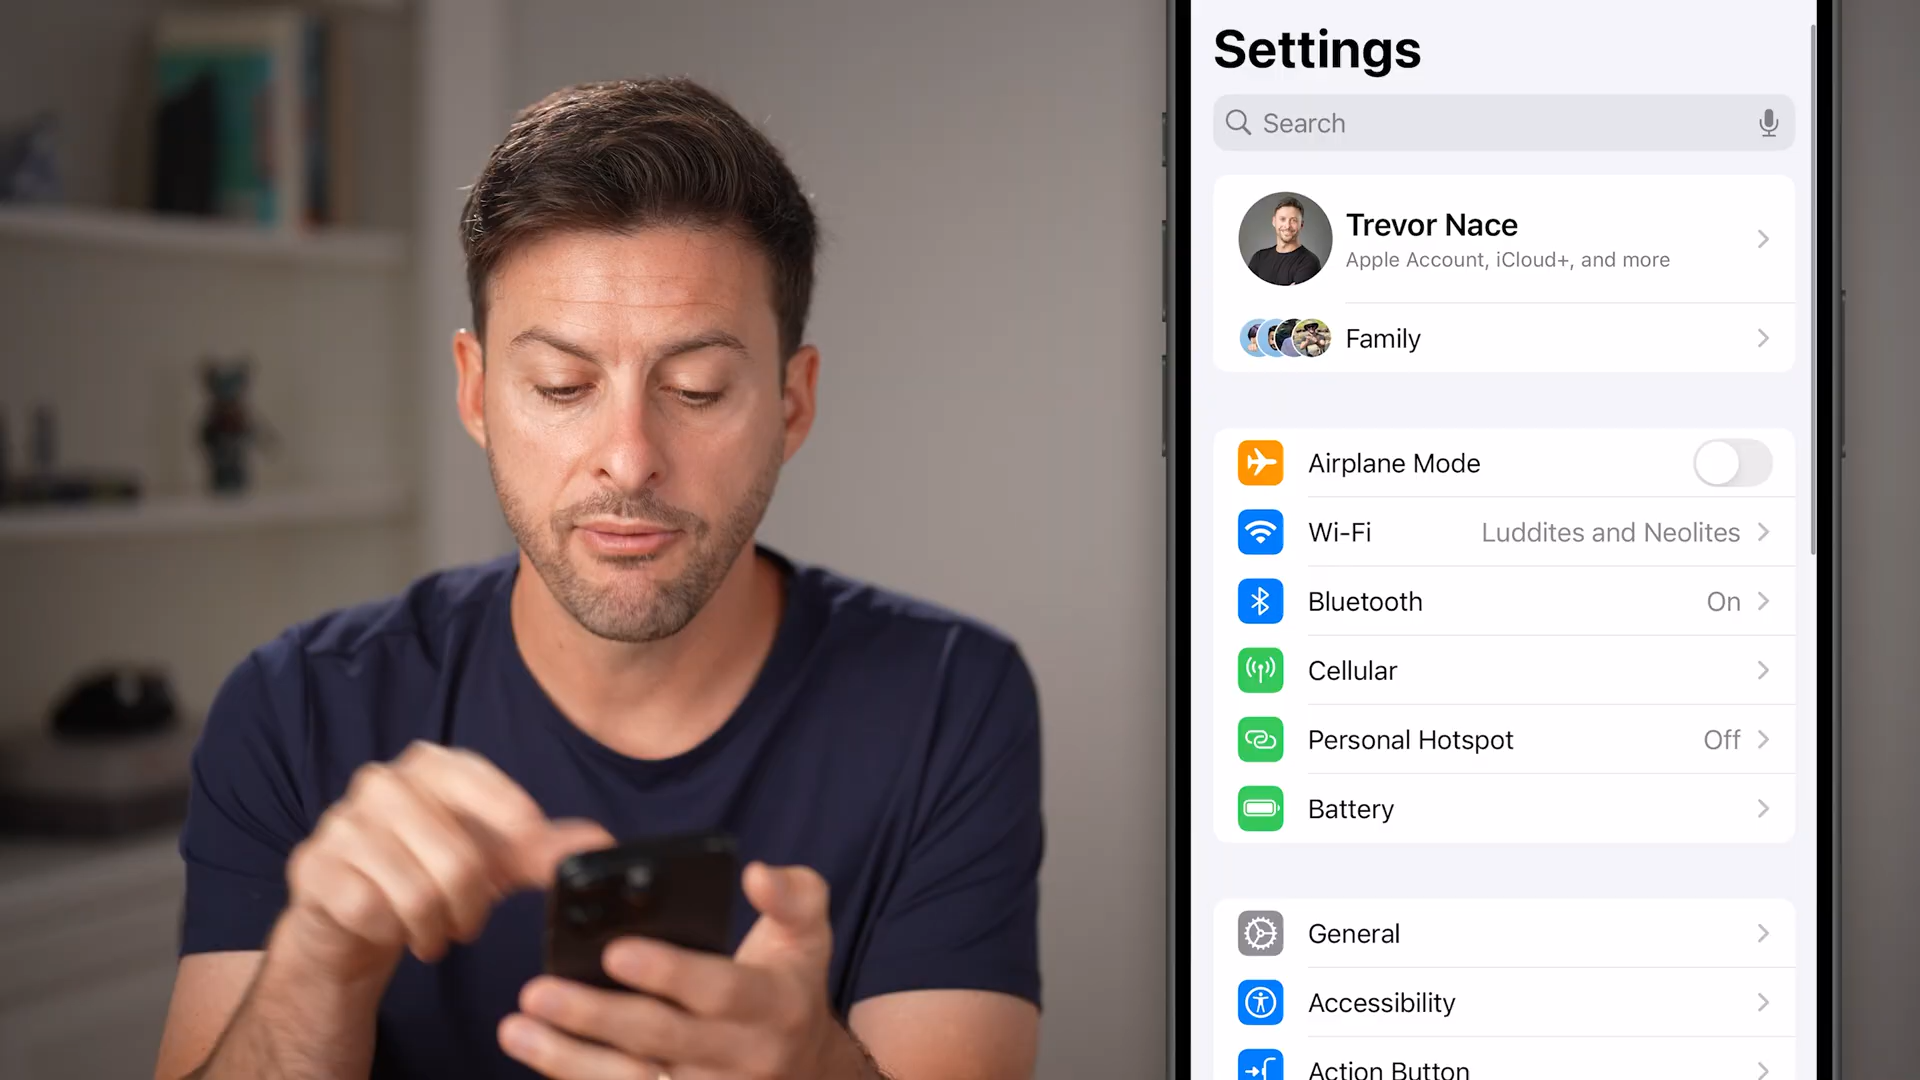 Settings
Search
Trevor Nace
Apple Account, iCloud+, and more
Family
Airplane Mode
Wi-Fi Luddites and Neolites
Bluetooth On
Cellular
Personal Hotspot Off
Battery
General
Accessibility
Action Button